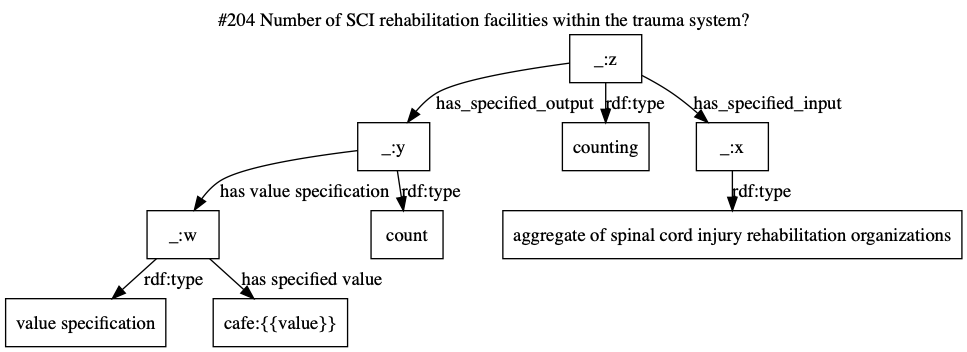 #204 Number of SCI rehabilitation facilities within the trauma system?
_:z
has_specified_output
rdf:type
has_specified_input
_:y
counting
_:x
has value specification
rdf:type
rdf:type
_:w
count
aggregate of spinal cord injury rehabilitation organizations
rdf:type
has specified value
value specification
cafe:{{value}}